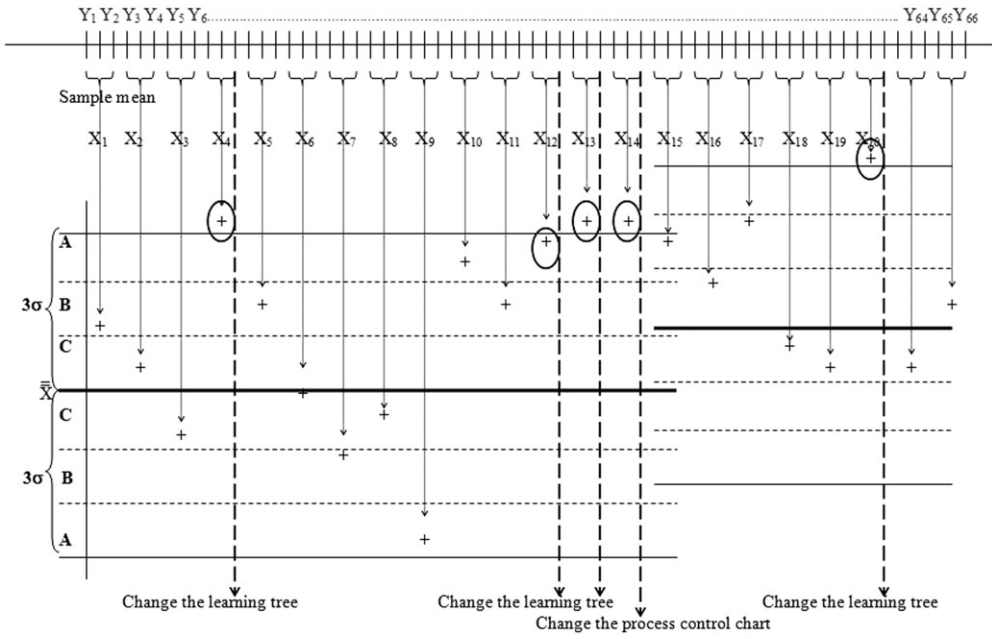 Y₁ Y₂ Y₃ Y₄ Y₅ Y₆ Y₆₄ Y₆₅ Y₆₆
Sample mean
X₁ X₂ X₃ X₄ X₅ X₆ X₇ X₈ X₉ X₁₀ X₁₁ X₁₂ X₁₃ X₁₄ X₁₅ X₁₆ X₁₇ X₁₈ X₁₉ X₂₀
A
3σ B
C
X̿
C
3σ B
A
Change the learning tree Change the learning tree Change the learning tree
Change the process control chart